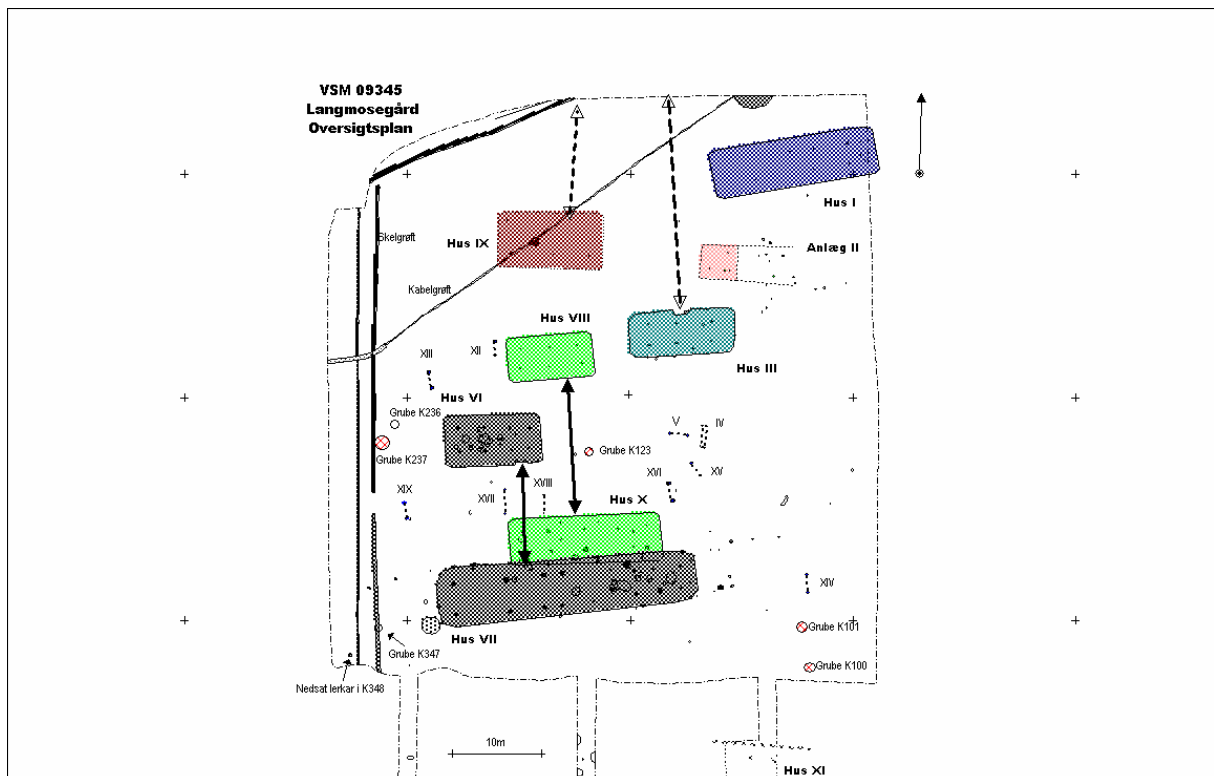 VSM 09345
Langmosegård
Oversigtsplan
Hus I
Skelgrøft
Hus IX
Anlæg II
Kabelgrøft
Hus VIII
XIII
XII
Hus III
Hus VI
Grube K236
V
IV
Grube K237
Grube K123
XVI
XV
XIX
XVII
XVIII
Hus X
XIV
Grube K101
Hus VII
Grube K347
Grube K100
Nedsat lerkar i K348
10m
Hus XI